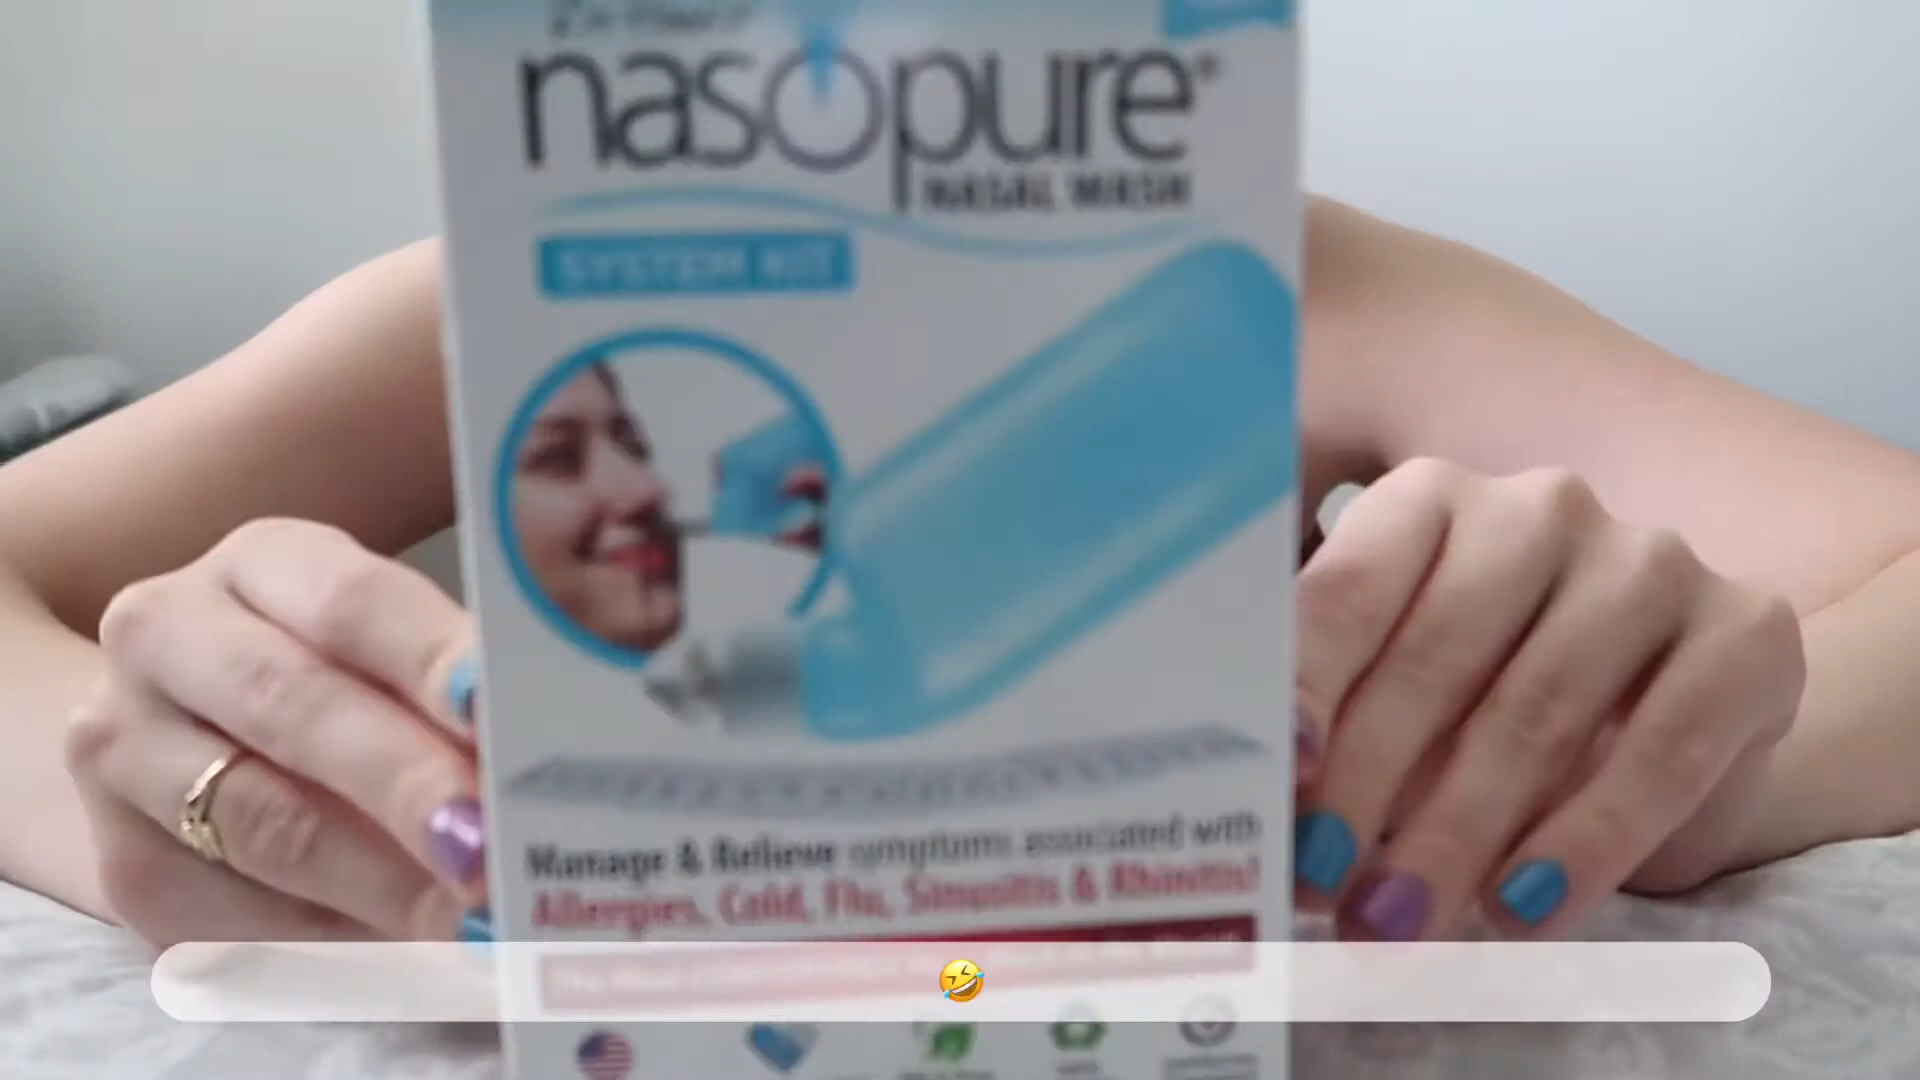 nasopure®
NASAL WASH
SYSTEM KIT
Manage & Relieve symptoms associated with
Allergies, Cold, Flu, Sinusitis & Rhinitis!
🤣